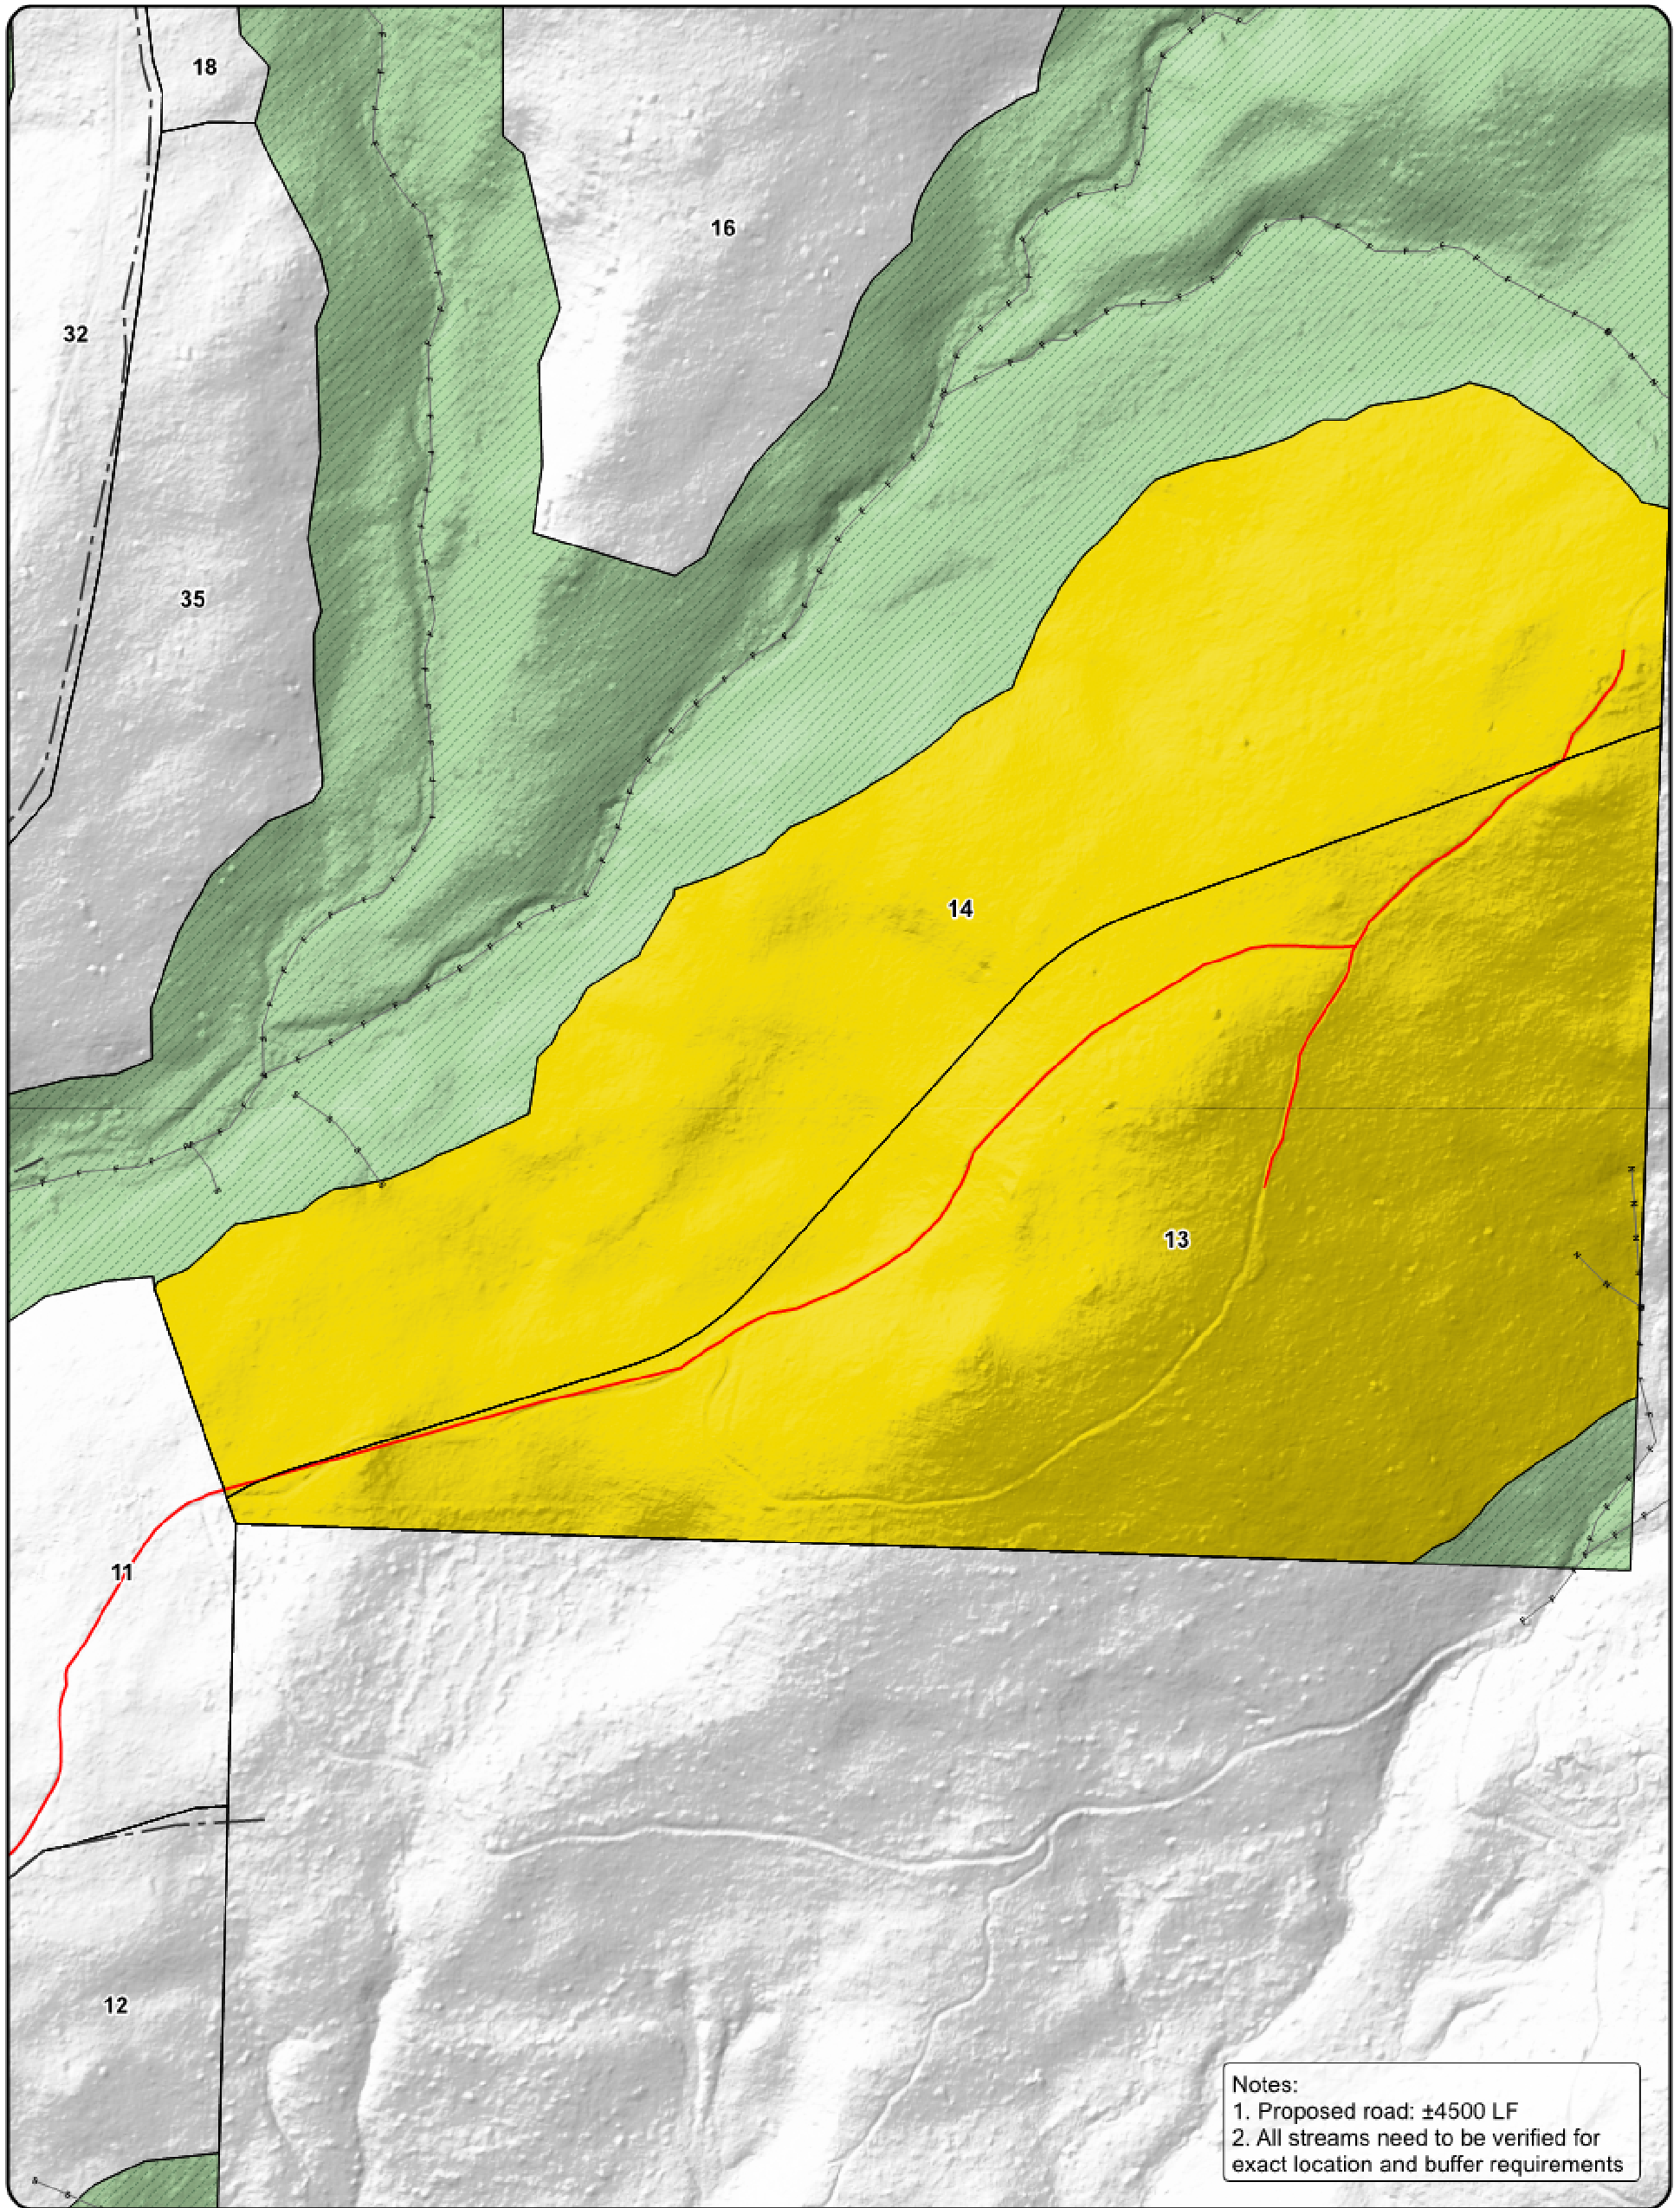 18
16
32
35
14
13
11
12
Notes:
1. Proposed road: ±4500 LF
2. All streams need to be verified for
exact location and buffer requirements